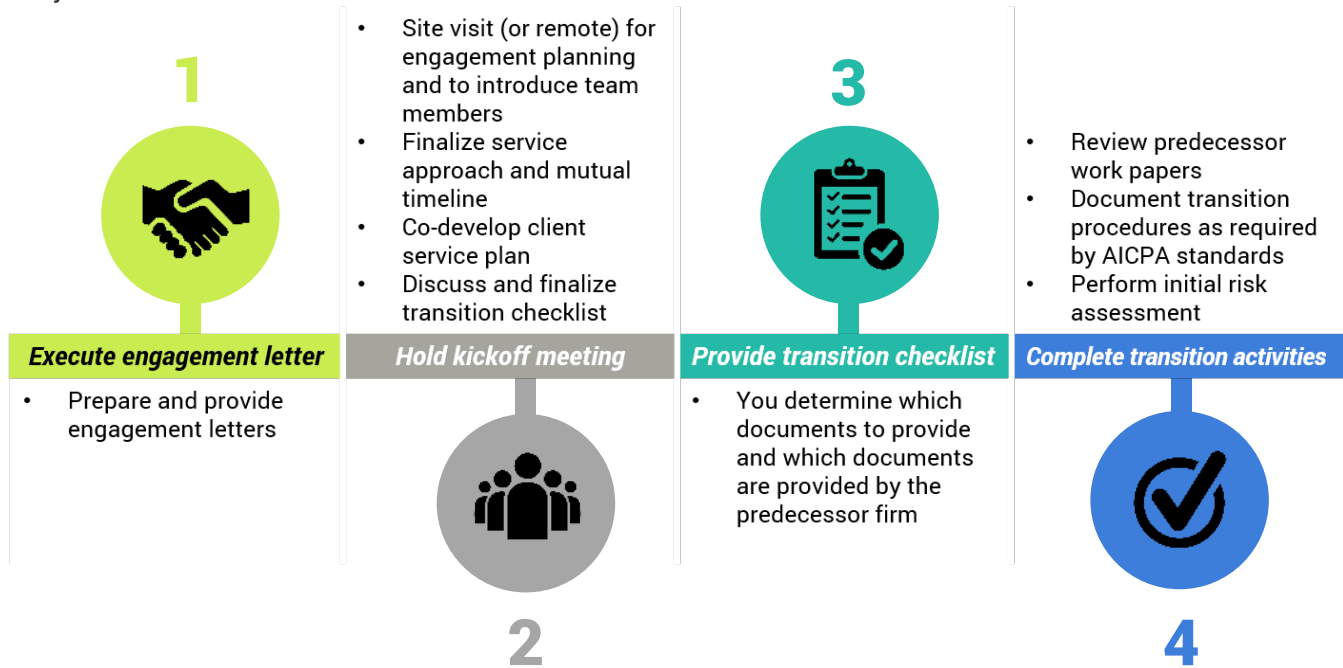 1
Execute engagement letter
• Prepare and provide
engagement letters
• Site visit (or remote) for
engagement planning
and to introduce team
members
• Finalize service
approach and mutual
timeline
• Co-develop client
service plan
• Discuss and finalize
transition checklist
Hold kickoff meeting
2
3
Provide transition checklist
• You determine which
documents to provide
and which documents
are provided by the
predecessor firm
• Review predecessor
work papers
• Document transition
procedures as required
by AICPA standards
• Perform initial risk
assessment
Complete transition activities
4